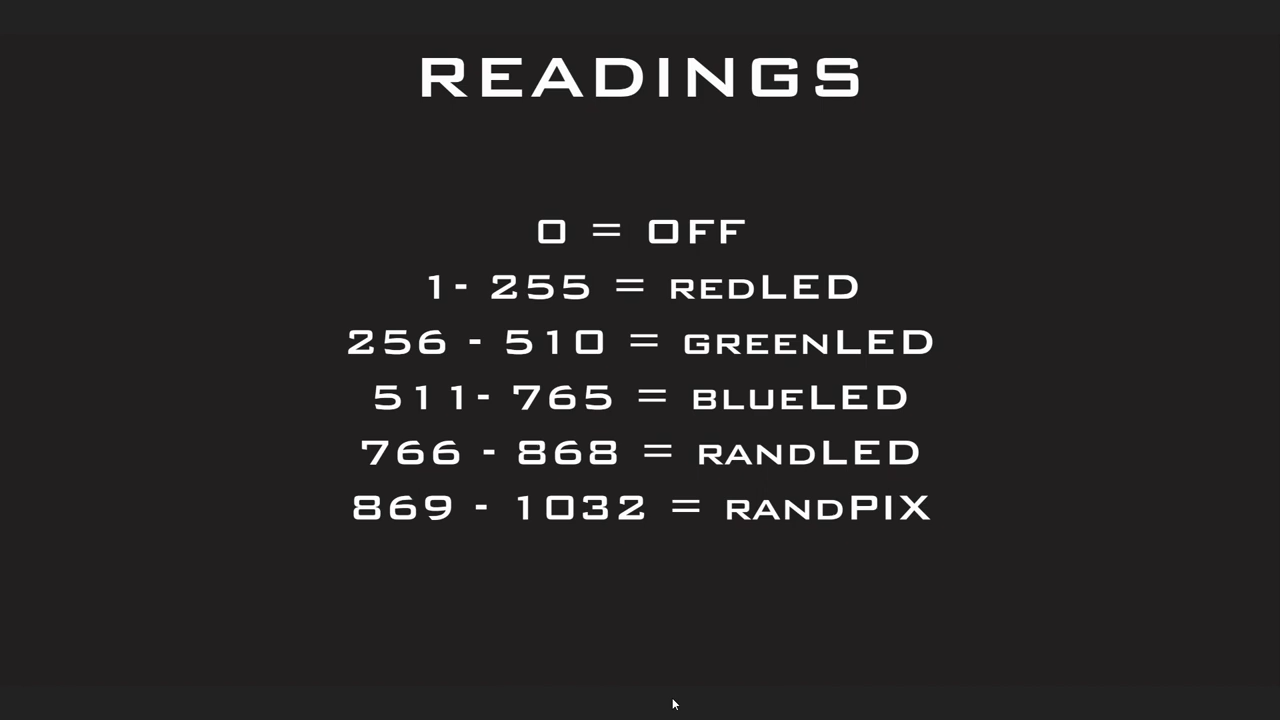 READINGS
0 = OFF
1- 255 = REDLED
256 - 510 = GREENLED
511- 765 = BLUELED
766 - 868 = RANDLED
869 - 1032 = RANDPIX